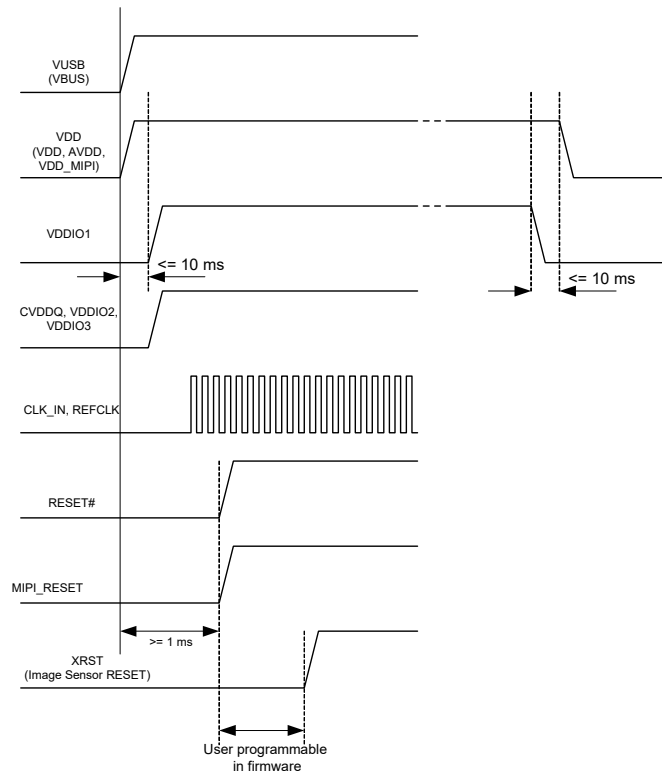 VUSB
(VBUS)
VDD
(VDD, AVDD,
VDD_MIPI)
VDDIO1
<= 10 ms
<= 10 ms
CVDDQ, VDDIO2,
VDDIO3
CLK_IN, REFCLK
RESET#
MIPI_RESET
>= 1 ms
XRST
(Image Sensor RESET)
User programmable
in firmware